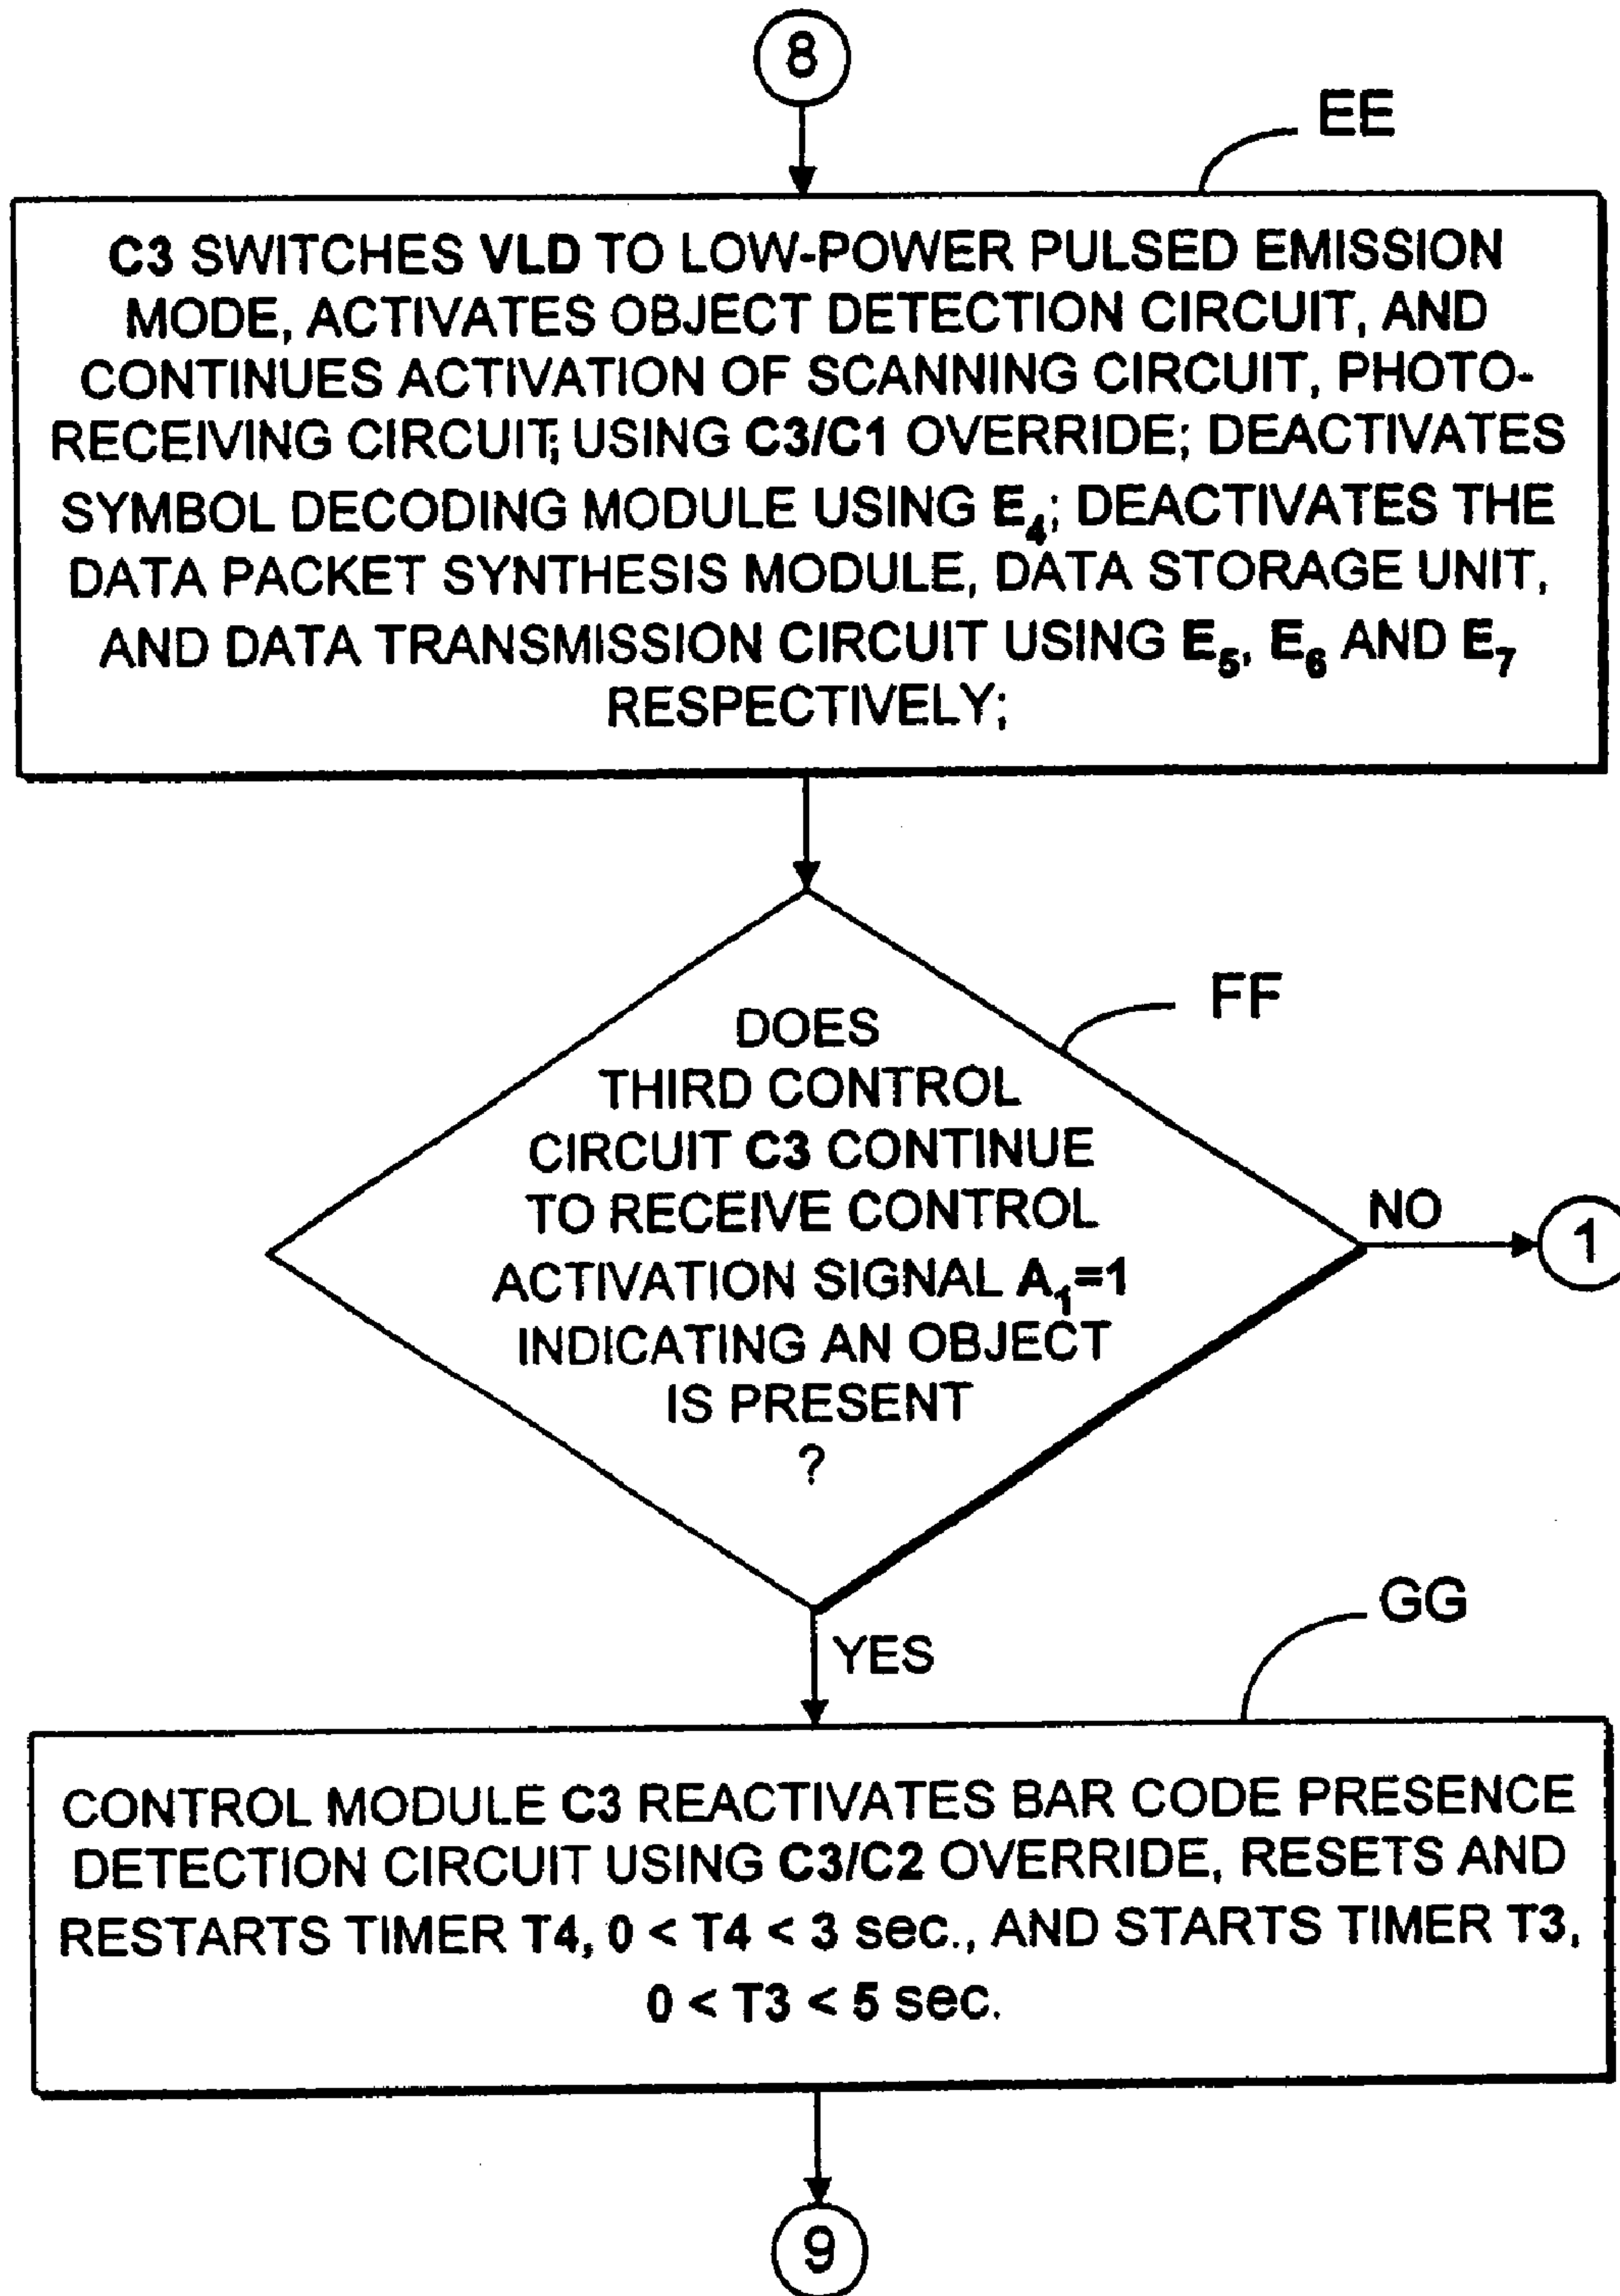 8
EE
C3 SWITCHES VLD TO LOW-POWER PULSED EMISSION
MODE, ACTIVATES OBJECT DETECTION CIRCUIT, AND
CONTINUES ACTIVATION OF SCANNING CIRCUIT, PHOTO-
RECEIVING CIRCUIT; USING C3/C1 OVERRIDE; DEACTIVATES
SYMBOL DECODING MODULE USING E₄; DEACTIVATES THE
DATA PACKET SYNTHESIS MODULE, DATA STORAGE UNIT,
AND DATA TRANSMISSION CIRCUIT USING E₅, E₆ AND E₇
RESPECTIVELY;
FF
DOES
THIRD CONTROL
CIRCUIT C3 CONTINUE
TO RECEIVE CONTROL
ACTIVATION SIGNAL A₁=1
INDICATING AN OBJECT
IS PRESENT
?
NO
1
YES
GG
CONTROL MODULE C3 REACTIVATES BAR CODE PRESENCE
DETECTION CIRCUIT USING C3/C2 OVERRIDE, RESETS AND
RESTARTS TIMER T4, 0 < T4 < 3 sec., AND STARTS TIMER T3,
0 < T3 < 5 sec.
9